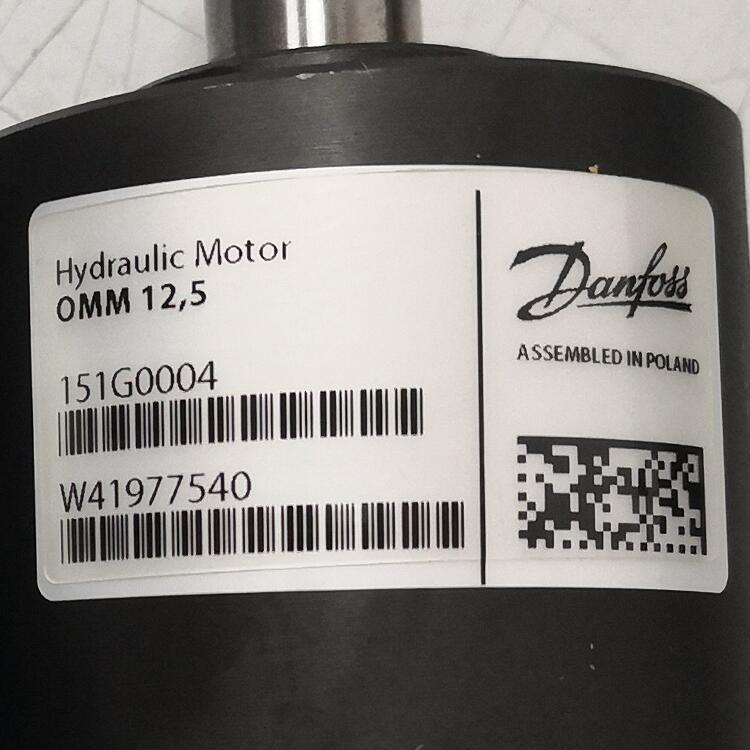 Hydraulic Motor
OMM 12,5
151G0004
W41977540
Danfoss
ASSEMBLED IN POLAND